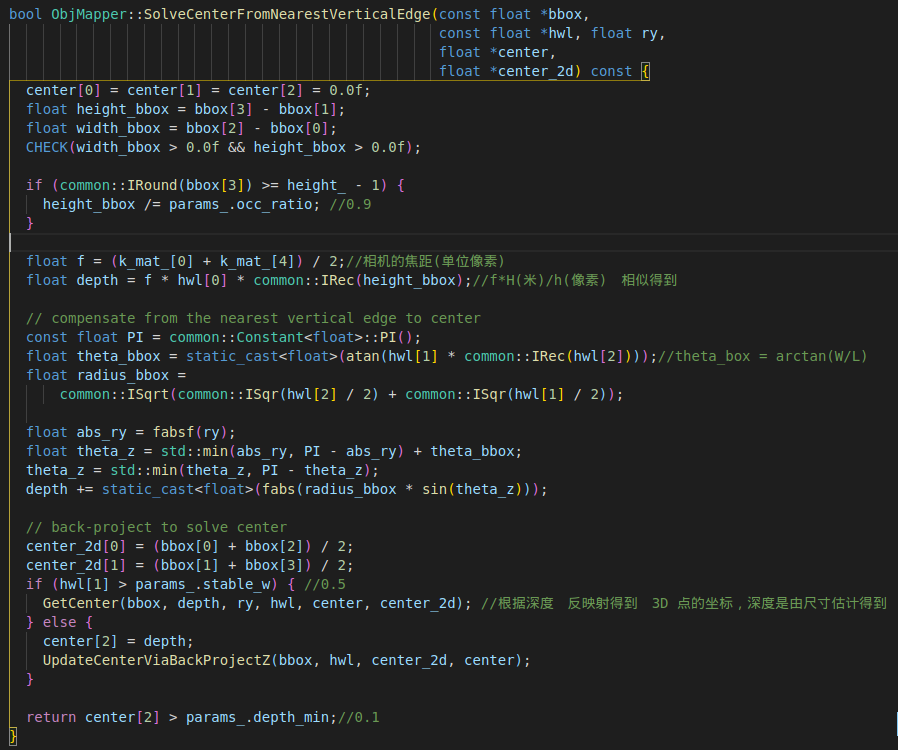 bool ObjMapper::SolveCenterFromNearestVerticalEdge(const float *bbox,
const float *hwl, float ry,
float *center,
float *center_2d) const {
center[0] = center[1] = center[2] = 0.0f;
float height_bbox = bbox[3] - bbox[1];
float width_bbox = bbox[2] - bbox[0];
CHECK(width_bbox > 0.0f && height_bbox > 0.0f);
if (common::IRound(bbox[3]) >= height_ - 1) {
height_bbox /= params_.occ_ratio; //0.9
}
float f = (k_mat_[0] + k_mat_[4]) / 2;//相机的焦距(单位像素)
float depth = f * hwl[0] * common::IRec(height_bbox);//f*H(米)/h(像素) 相似得到
// compensate from the nearest vertical edge to center
const float PI = common::Constant<float>::PI();
float theta_bbox = static_cast<float>(atan(hwl[1] * common::IRec(hwl[2])));//theta_box = arctan(W/L)
float radius_bbox =
common::ISqrt(common::ISqr(hwl[2] / 2) + common::ISqr(hwl[1] / 2));
float abs_ry = fabsf(ry);
float theta_z = std::min(abs_ry, PI - abs_ry) + theta_bbox;
theta_z = std::min(theta_z, PI - theta_z);
depth += static_cast<float>(fabs(radius_bbox * sin(theta_z)));
// back-project to solve center
center_2d[0] = (bbox[0] + bbox[2]) / 2;
center_2d[1] = (bbox[1] + bbox[3]) / 2;
if (hwl[1] > params_.stable_w) { //0.5
GetCenter(bbox, depth, ry, hwl, center, center_2d); //根据深度 反映射得到 3D 点的坐标，深度是由尺寸估计得到
} else {
center[2] = depth;
UpdateCenterViaBackProjectZ(bbox, hwl, center_2d, center);
}
return center[2] > params_.depth_min;//0.1
}